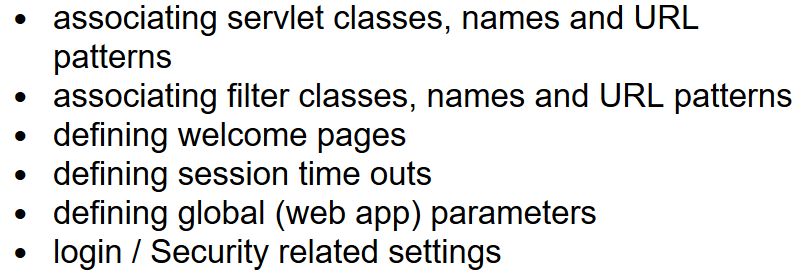 • associating servlet classes, names and URL
patterns
• associating filter classes, names and URL patterns
• defining welcome pages
• defining session time outs
• defining global (web app) parameters
• login / Security related settings